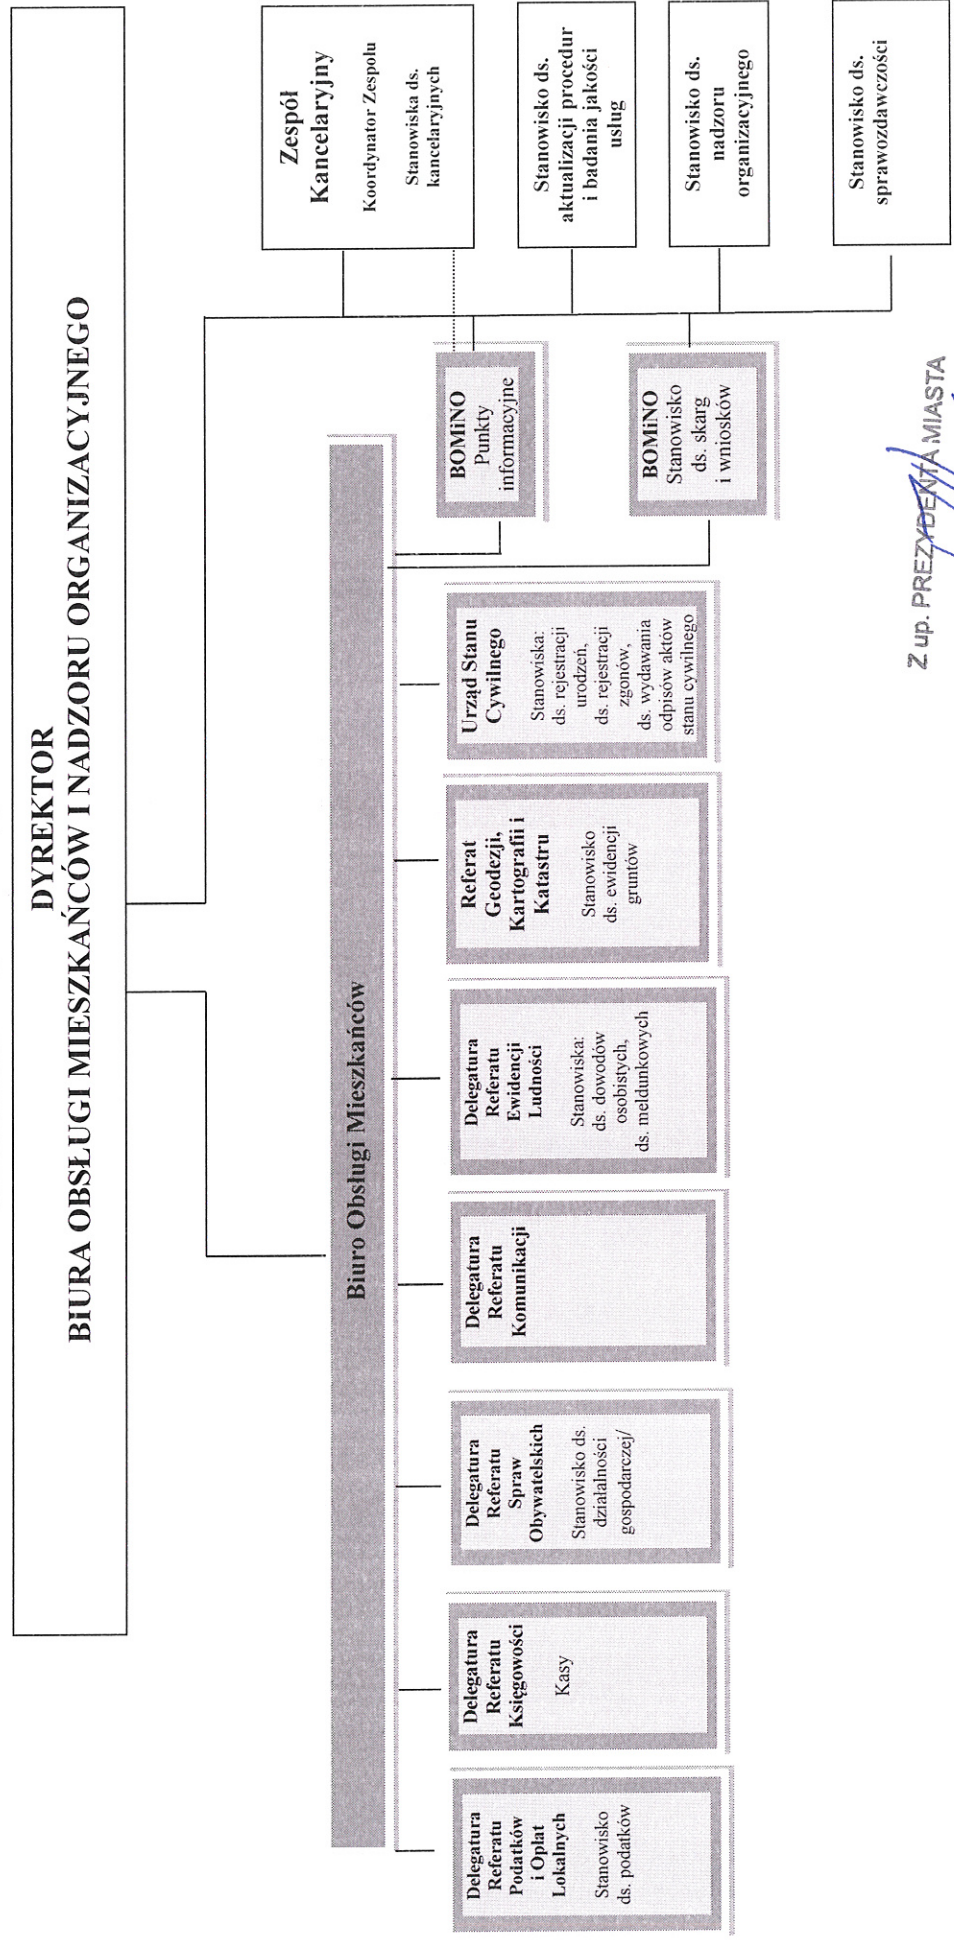 DYREKTOR
BIURA OBSŁUGI MIESZKAŃCÓW I NADZORU ORGANIZACYJNEGO
Biuro Obsługi Mieszkańców
Delegatura
Referatu
Podatków
i Opłat
Lokalnych
Stanowisko
ds. podatków
Delegatura
Referatu
Księgowości
Kasy
Delegatura
Referatu
Spraw
Obywatelskich
Stanowisko ds.
działalności
gospodarczej/
Delegatura
Referatu
Komunikacji
Delegatura
Referatu
Ewidencji
Ludności
Stanowiska:
ds. dowodów
osobistych,
ds. meldunkowych
Referat
Geodezji,
Kartografii i
Katastru
Stanowisko
ds. ewidencji
gruntów
Urząd Stanu
Cywilnego
Stanowiska:
ds. rejestracji
urodzeń,
ds. rejestracji
zgonów,
ds. wydawania
odpisów aktów
stanu cywilnego
BOMiNO
Punkty
informacyjne
BOMiNO
Stanowisko
ds. skarg
i wniosków
Zespół
Kancelaryjny
Koordynator Zespołu
Stanowiska ds.
kancelaryjnych
Stanowisko ds.
aktualizacji procedur
i badania jakości
usług
Stanowisko ds.
nadzoru
organizacyjnego
Stanowisko ds.
sprawozdawczości
Z up. PREZYDENTA MIASTA